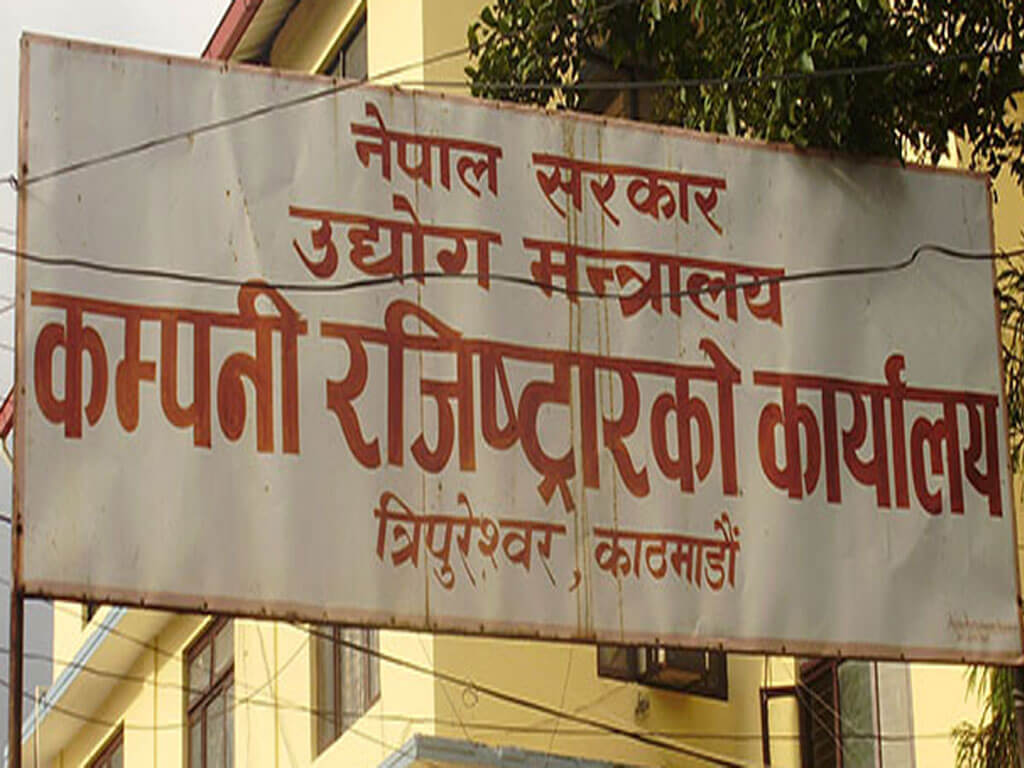 नेपाल सरकार
उद्योग मन्त्रालय
कम्पनी रजिष्ट्रारको कार्यालय
त्रिपुरेश्वर, काठमाडौं